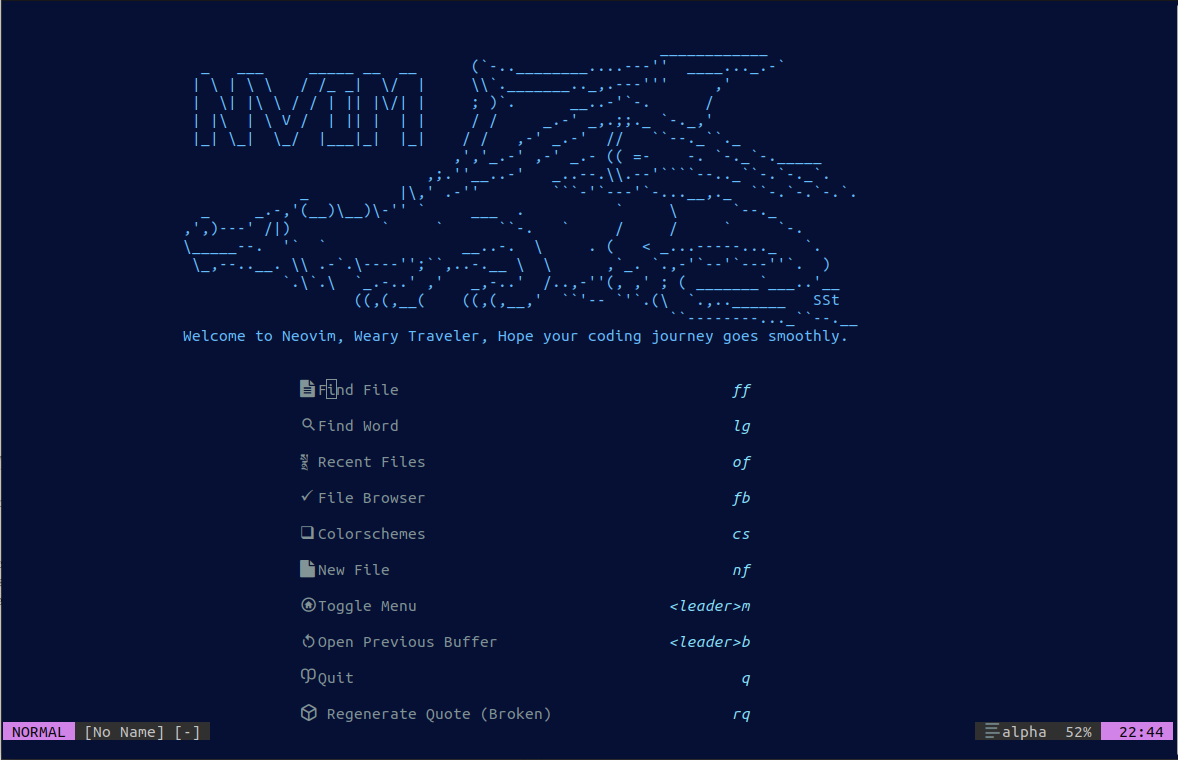 NVIM
SSt
Welcome to Neovim, Weary Traveler, Hope your coding journey goes smoothly.
Find File ff
Find Word lg
Recent Files of
File Browser fb
Colorschemes cs
New File nf
Toggle Menu <leader>m
Open Previous Buffer <leader>b
Quit q
Regenerate Quote (Broken) rq
NORMAL [No Name] [-] alpha 52% 22:44